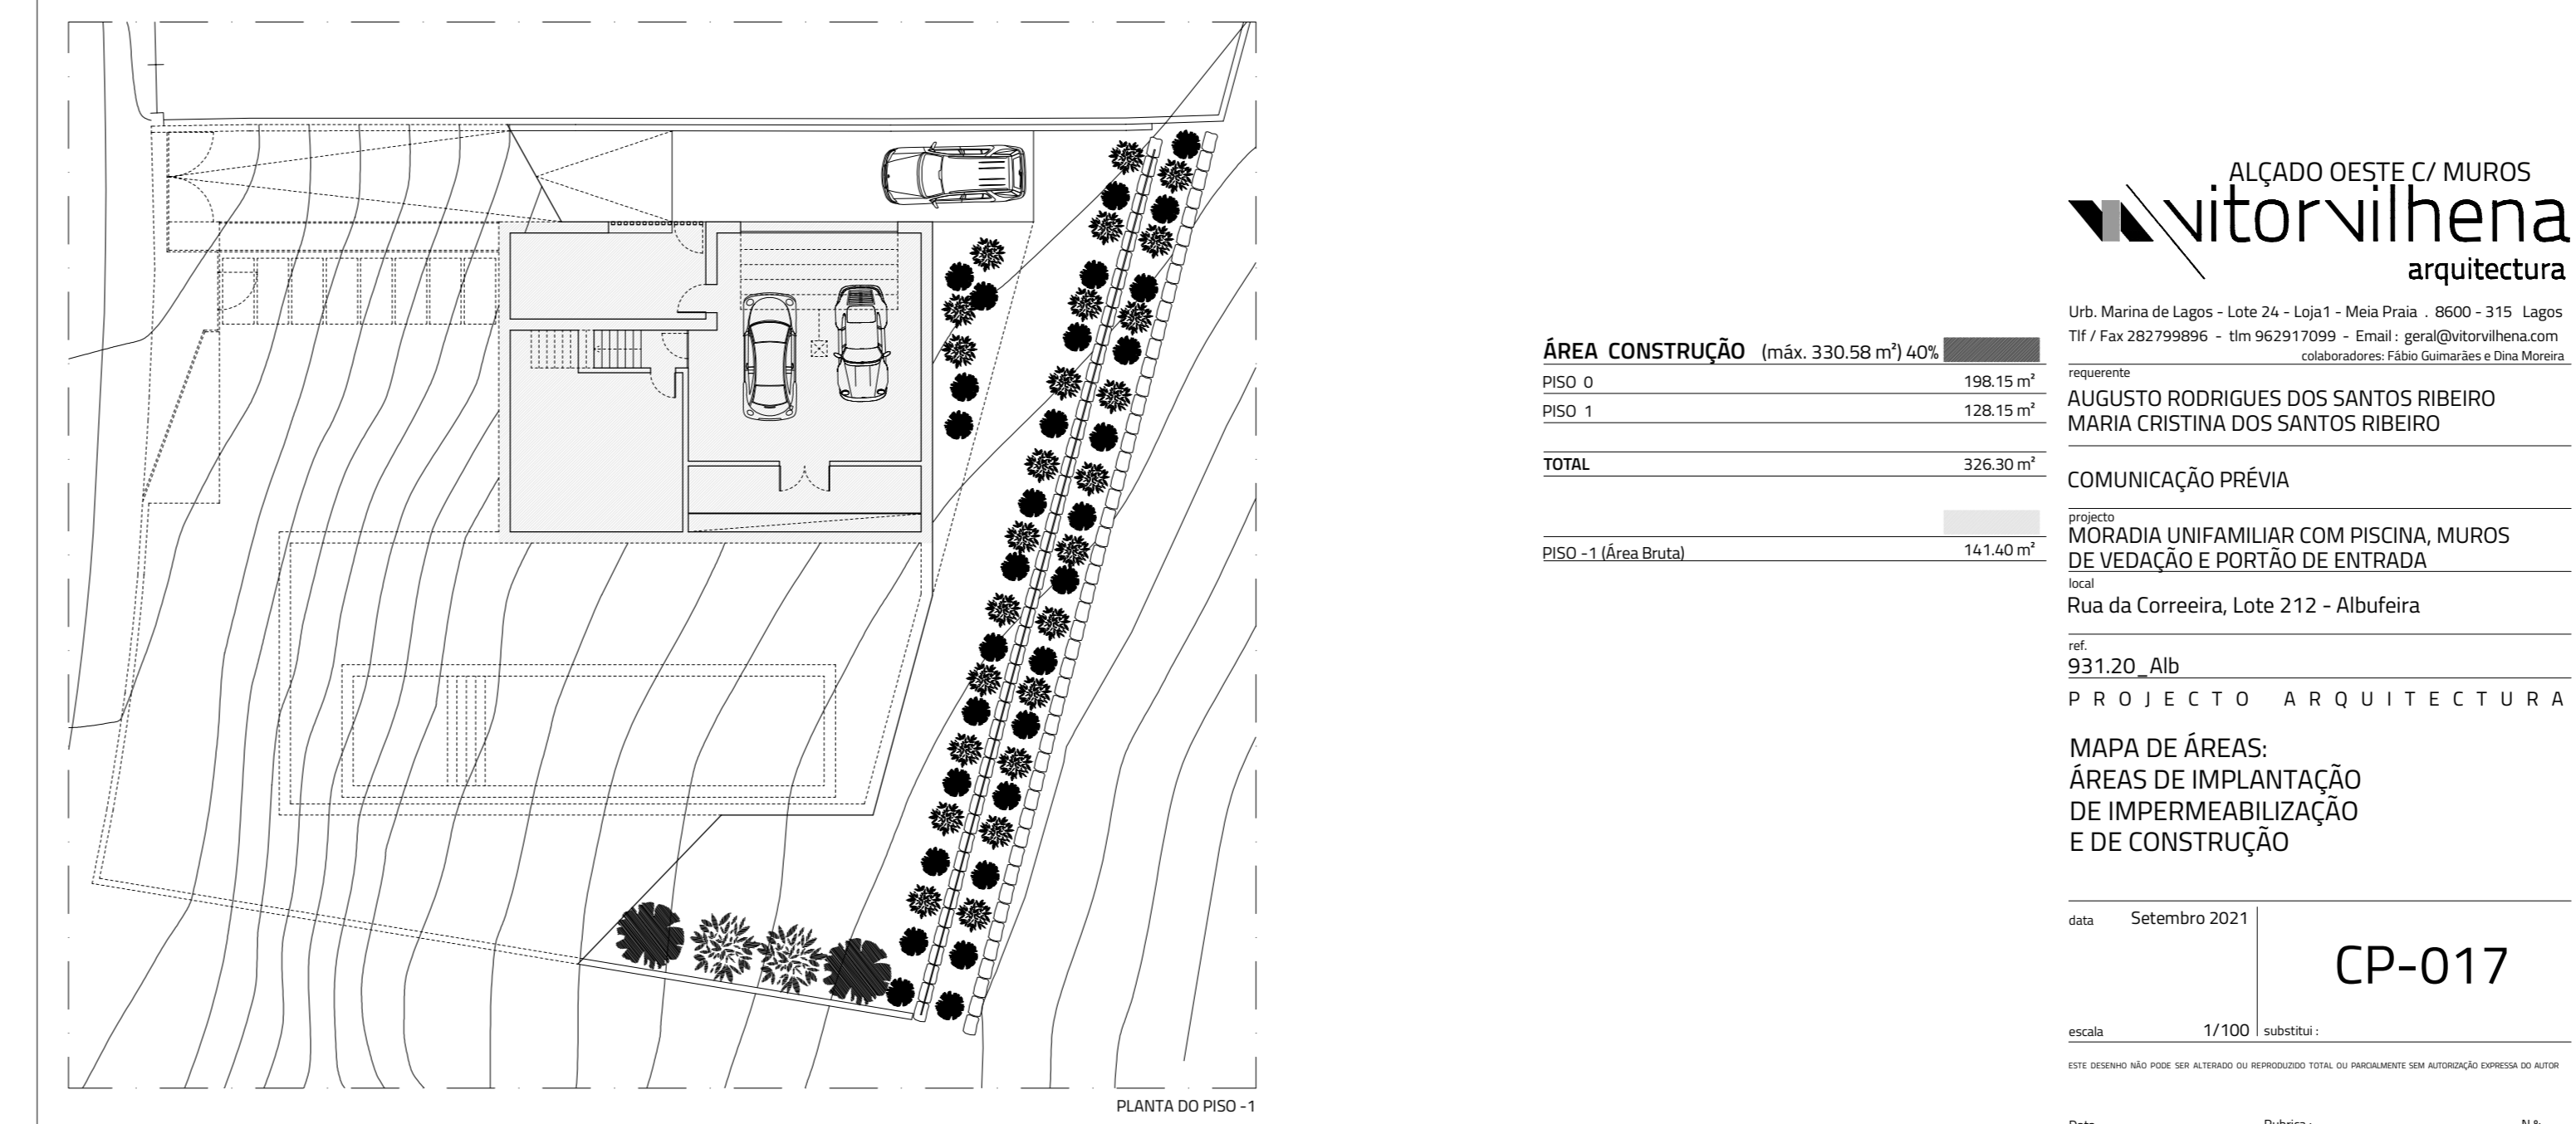 PLANTA DO PISO -1
ÁREA CONSTRUÇÃO (máx. 330.58 m²) 40%
PISO 0 198.15 m²
PISO 1 128.15 m²
TOTAL 326.30 m²
PISO -1 (Área Bruta) 141.40 m²
ALÇADO OESTE C/ MUROS
vitorvilhena
arquitectura
Urb. Marina de Lagos - Lote 24 - Loja1 - Meia Praia . 8600 - 315 Lagos
Tlf / Fax 282799896 - tlm 962917099 - Email : geral@vitorvilhena.com
colaboradores: Fábio Guimarães e Dina Moreira
requerente
AUGUSTO RODRIGUES DOS SANTOS RIBEIRO
MARIA CRISTINA DOS SANTOS RIBEIRO
COMUNICAÇÃO PRÉVIA
projecto
MORADIA UNIFAMILIAR COM PISCINA, MUROS
DE VEDAÇÃO E PORTÃO DE ENTRADA
local
Rua da Correeira, Lote 212 - Albufeira
ref.
931.20_Alb
PROJECTO ARQUITECTURA
MAPA DE ÁREAS:
ÁREAS DE IMPLANTAÇÃO
DE IMPERMEABILIZAÇÃO
E DE CONSTRUÇÃO
data Setembro 2021
CP-017
escala 1/100 substitui :
ESTE DESENHO NÃO PODE SER ALTERADO OU REPRODUZIDO TOTAL OU PARCIALMENTE SEM AUTORIZAÇÃO EXPRESSA DO AUTOR